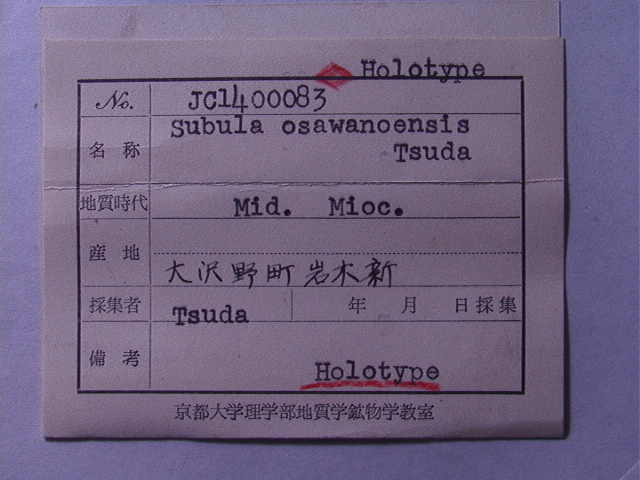 Holotype
No. JC1400083
名称 Subula osawanoensis
Tsuda
地質時代 Mid. Mioc.
産地 大沢野町岩木新
採集者 Tsuda 年 月 日採集
備考 Holotype
京都大学理学部地質学鉱物学教室